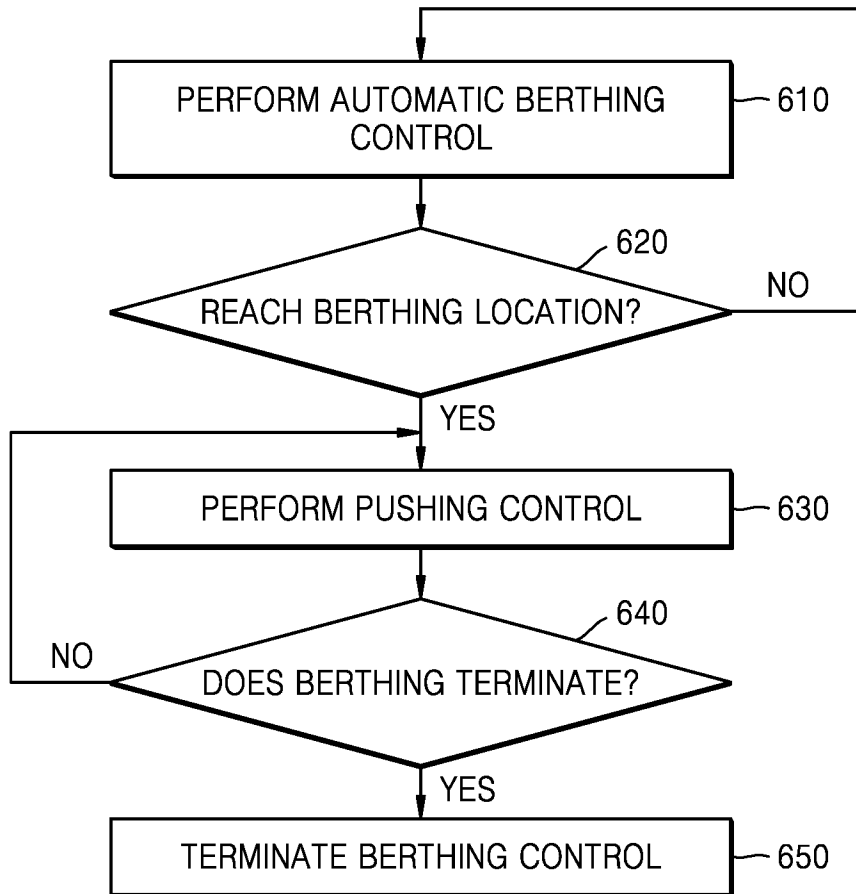 PERFORM AUTOMATIC BERTHING
CONTROL
610
620
REACH BERTHING LOCATION?
NO
YES
PERFORM PUSHING CONTROL
630
640
NO
DOES BERTHING TERMINATE?
YES
TERMINATE BERTHING CONTROL
650